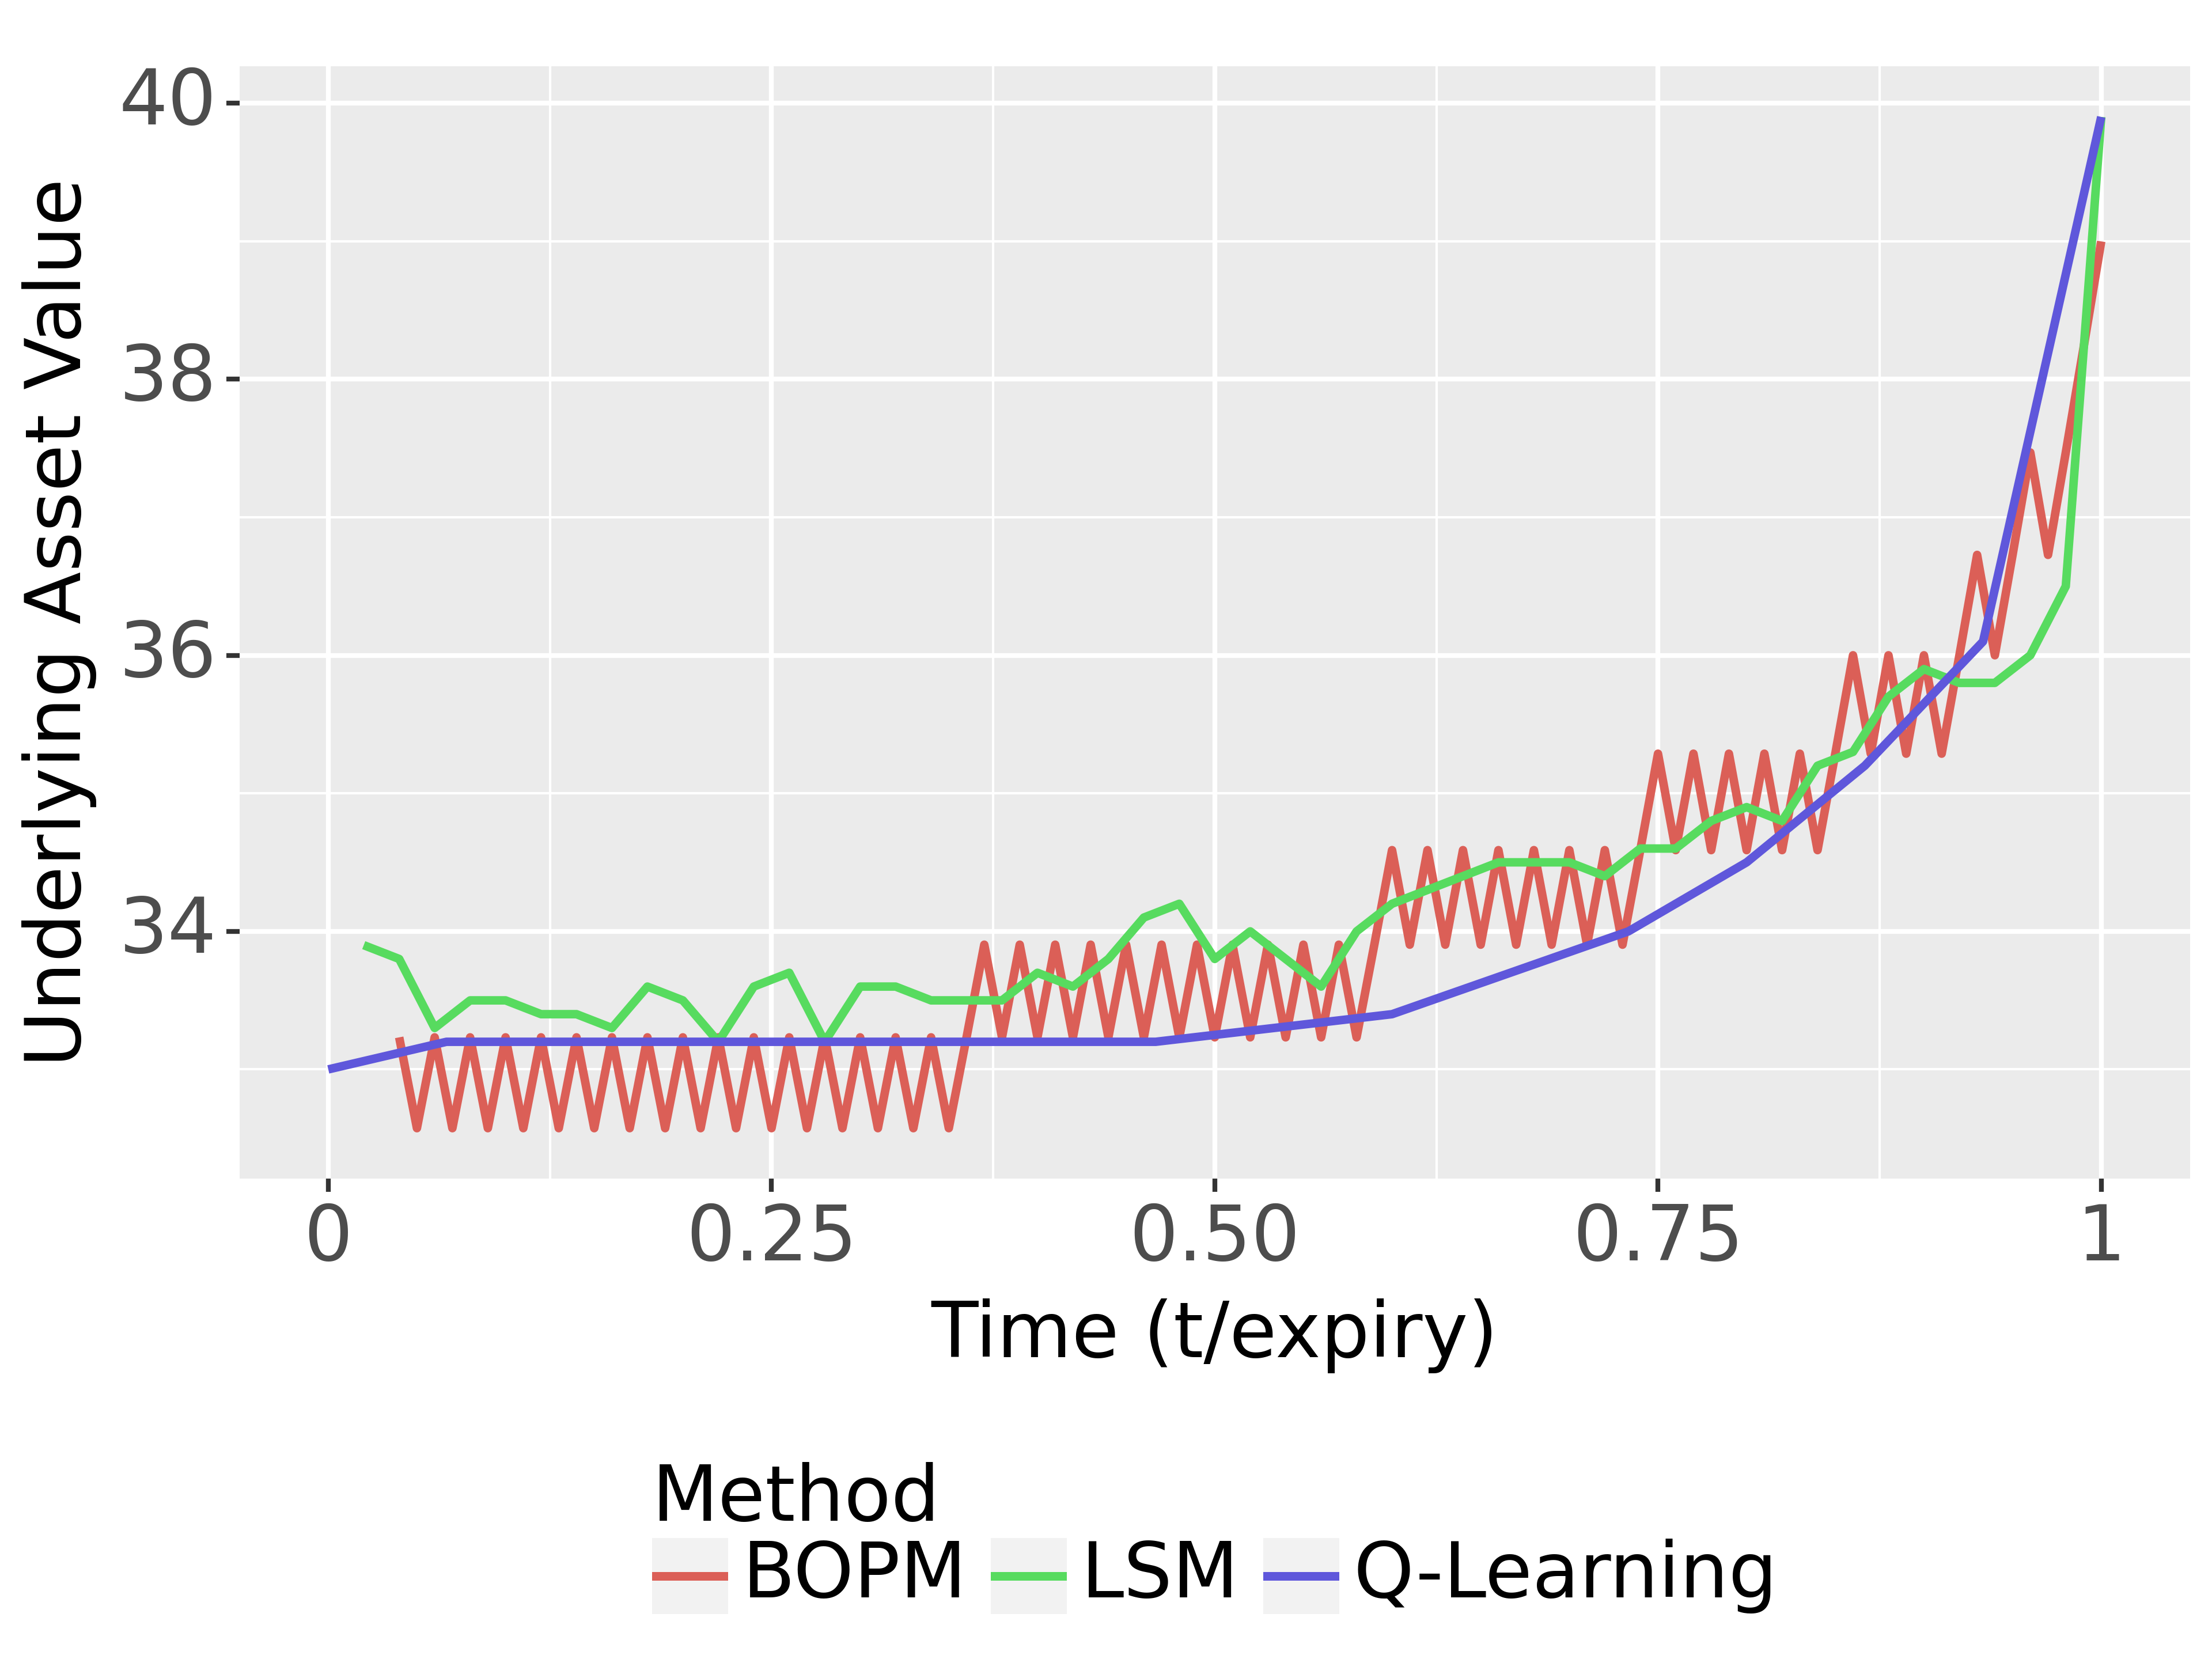 40
38
36
34
Underlying Asset Value
0 0.25 0.50 0.75 1
Time (t/expiry)
Method
BOPM LSM Q-Learning